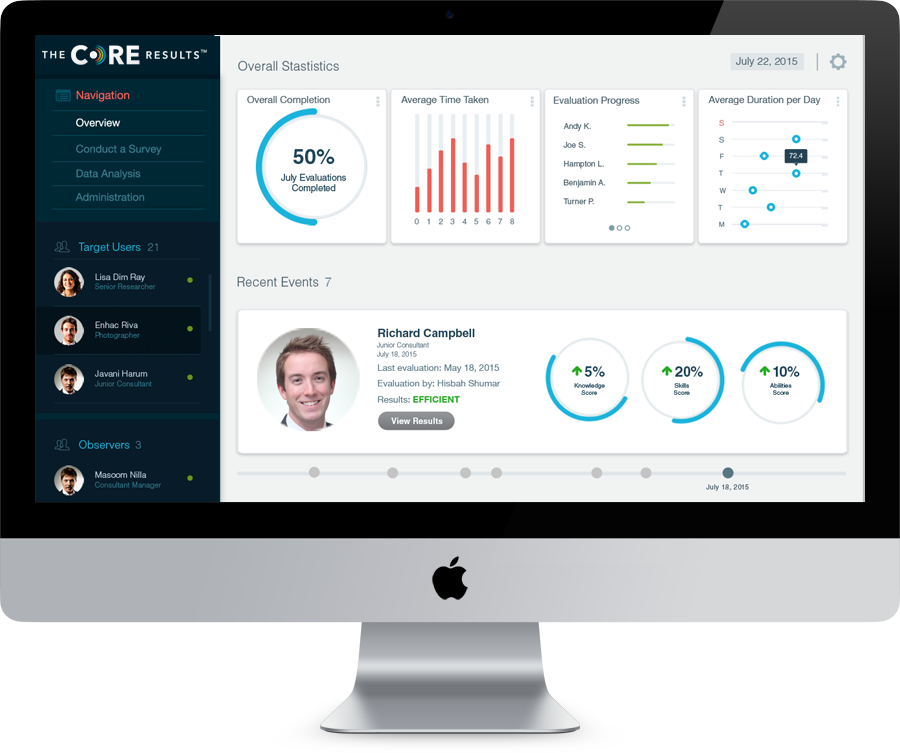 THE CORE RESULTS™
Navigation
Overview
Conduct a Survey
Data Analysis
Administration
Target Users 21
Lisa Dim Ray
Senior Researcher
Enhac Riva
Photographer
Javani Harum
Junior Consultant
Observers 3
Masoom Nilla
Consultant Manager
Overall Stastistics
July 22, 2015
Overall Completion
50%
July Evaluations
Completed
Average Time Taken
0 1 2 3 4 5 6 7 8
Evaluation Progress
Andy K.
Joe S.
Hampton L.
Benjamin A.
Turner P.
Average Duration per Day
S
S
F
72.4
T
W
T
M
Recent Events 7
Richard Campbell
Junior Consultant
July 18, 2015
Last evaluation: May 18, 2015
Evaluation by: Hisbah Shumar
Results: EFFICIENT
View Results
5%
Knowledge
Score
20%
Skills
Score
10%
Abilities
Score
July 18, 2015